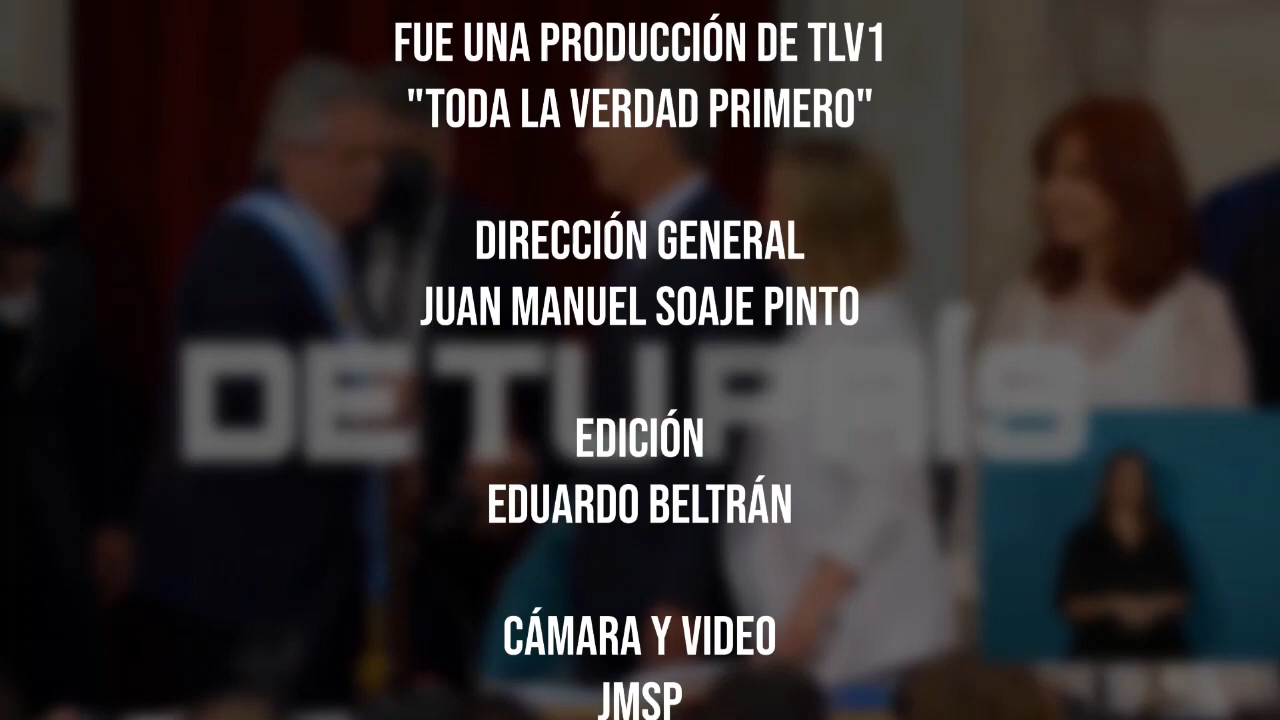 FUE UNA PRODUCCIÓN DE TLV1
"TODA LA VERDAD PRIMERO"
DIRECCIÓN GENERAL
JUAN MANUEL SOAJE PINTO
EDICIÓN
EDUARDO BELTRÁN
CÁMARA Y VIDEO
JMSP